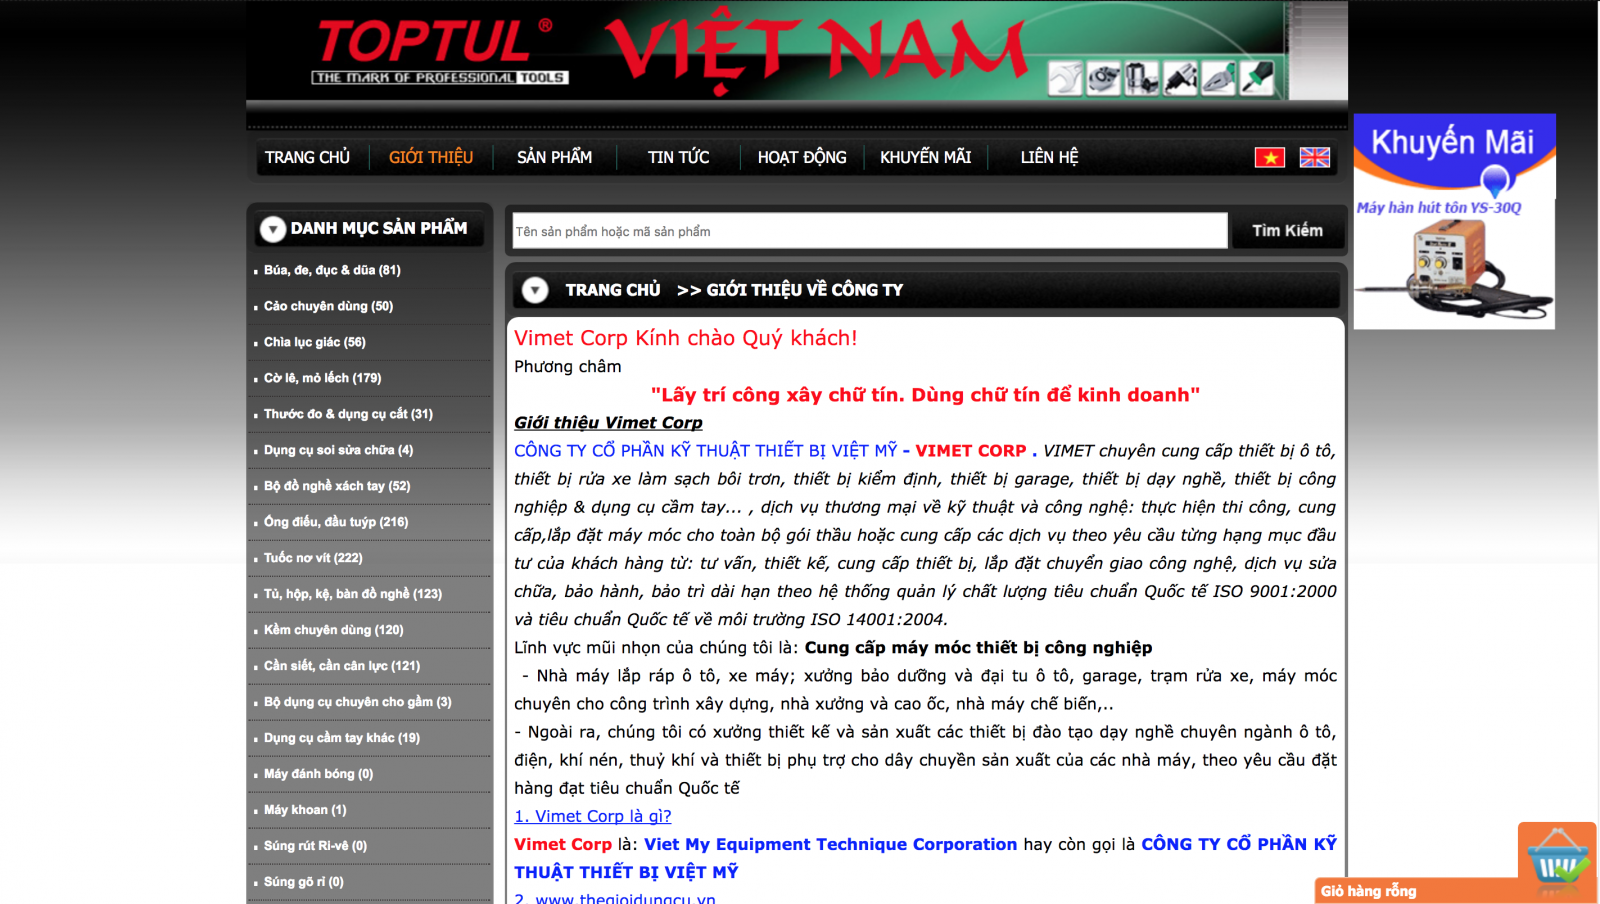 TOPTUL ®
THE MARK OF PROFESSIONAL TOOLS
VIỆT NAM
TRANG CHỦ
GIỚI THIỆU
SẢN PHẨM
TIN TỨC
HOẠT ĐỘNG
KHUYẾN MÃI
LIÊN HỆ
Khuyến Mãi
Máy hàn hút tôn YS-30Q
DANH MỤC SẢN PHẨM
Búa, đe, đục & dũa (81)
Cảo chuyên dùng (50)
Chìa lục giác (56)
Cờ lê, mỏ lếch (179)
Thước đo & dụng cụ cắt (31)
Dụng cụ soi sửa chữa (4)
Bộ đồ nghề xách tay (52)
Ống điếu, đầu tuýp (216)
Tuốc nơ vít (222)
Tủ, hộp, kệ, bàn đồ nghề (123)
Kềm chuyên dùng (120)
Cần siết, cần cân lực (121)
Bộ dụng cụ chuyên cho gầm (3)
Dụng cụ cầm tay khác (19)
Máy đánh bóng (0)
Máy khoan (1)
Súng rút Ri-vê (0)
Súng gõ rỉ (0)
Tên sản phẩm hoặc mã sản phẩm
Tìm Kiếm
TRANG CHỦ >> GIỚI THIỆU VỀ CÔNG TY
Vimet Corp Kính chào Quý khách!
Phương châm
"Lấy trí công xây chữ tín. Dùng chữ tín để kinh doanh"
Giới thiệu Vimet Corp
CÔNG TY CỔ PHẦN KỸ THUẬT THIẾT BỊ VIỆT MỸ - VIMET CORP . VIMET chuyên cung cấp thiết bị ô tô,
thiết bị rửa xe làm sạch bôi trơn, thiết bị kiểm định, thiết bị garage, thiết bị dạy nghề, thiết bị công
nghiệp & dụng cụ cầm tay... , dịch vụ thương mại về kỹ thuật và công nghệ: thực hiện thi công, cung
cấp,lắp đặt máy móc cho toàn bộ gói thầu hoặc cung cấp các dịch vụ theo yêu cầu từng hạng mục đầu
tư của khách hàng từ: tư vấn, thiết kế, cung cấp thiết bị, lắp đặt chuyển giao công nghệ, dịch vụ sửa
chữa, bảo hành, bảo trì dài hạn theo hệ thống quản lý chất lượng tiêu chuẩn Quốc tế ISO 9001:2000
và tiêu chuẩn Quốc tế về môi trường ISO 14001:2004.
Lĩnh vực mũi nhọn của chúng tôi là: Cung cấp máy móc thiết bị công nghiệp
- Nhà máy lắp ráp ô tô, xe máy; xưởng bảo dưỡng và đại tu ô tô, garage, trạm rửa xe, máy móc
chuyên cho công trình xây dựng, nhà xưởng và cao ốc, nhà máy chế biến,..
- Ngoài ra, chúng tôi có xưởng thiết kế và sản xuất các thiết bị đào tạo dạy nghề chuyên ngành ô tô,
điện, khí nén, thuỷ khí và thiết bị phụ trợ cho dây chuyền sản xuất của các nhà máy, theo yêu cầu đặt
hàng đạt tiêu chuẩn Quốc tế
1. Vimet Corp là gì?
Vimet Corp là: Viet My Equipment Technique Corporation hay còn gọi là CÔNG TY CỔ PHẦN KỸ
THUẬT THIẾT BỊ VIỆT MỸ
2. www.thegioidungcu.vn
Giỏ hàng rỗng